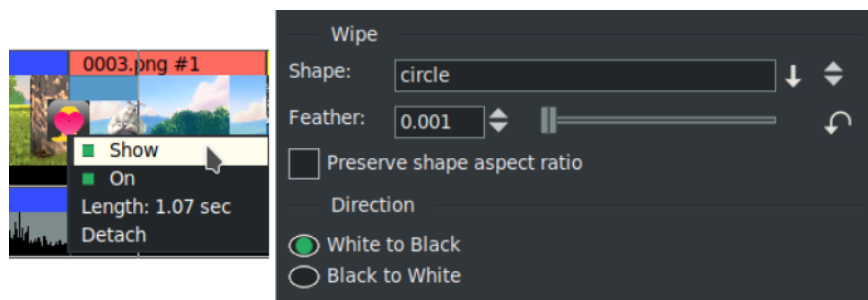 0003.png #1
Show
On
Length: 1.07 sec
Detach
Wipe
Shape: circle
Feather: 0.001
Preserve shape aspect ratio
Direction
White to Black
Black to White